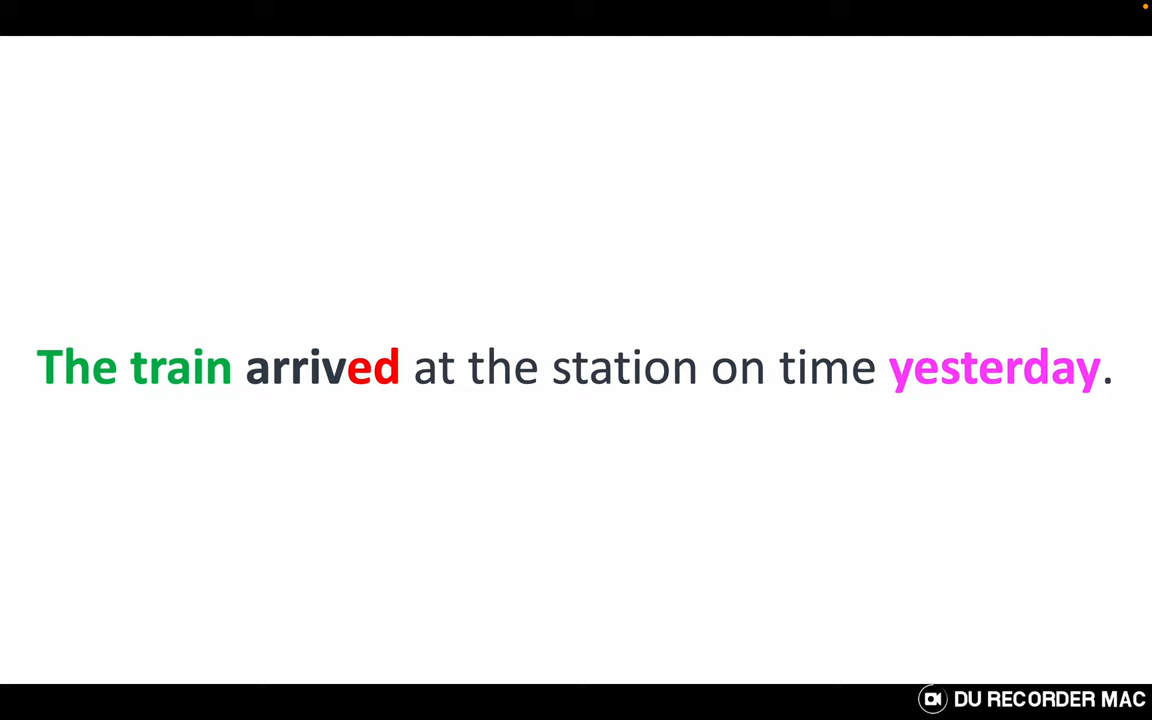 The train arrived at the station on time yesterday.
DU RECORDER MAC